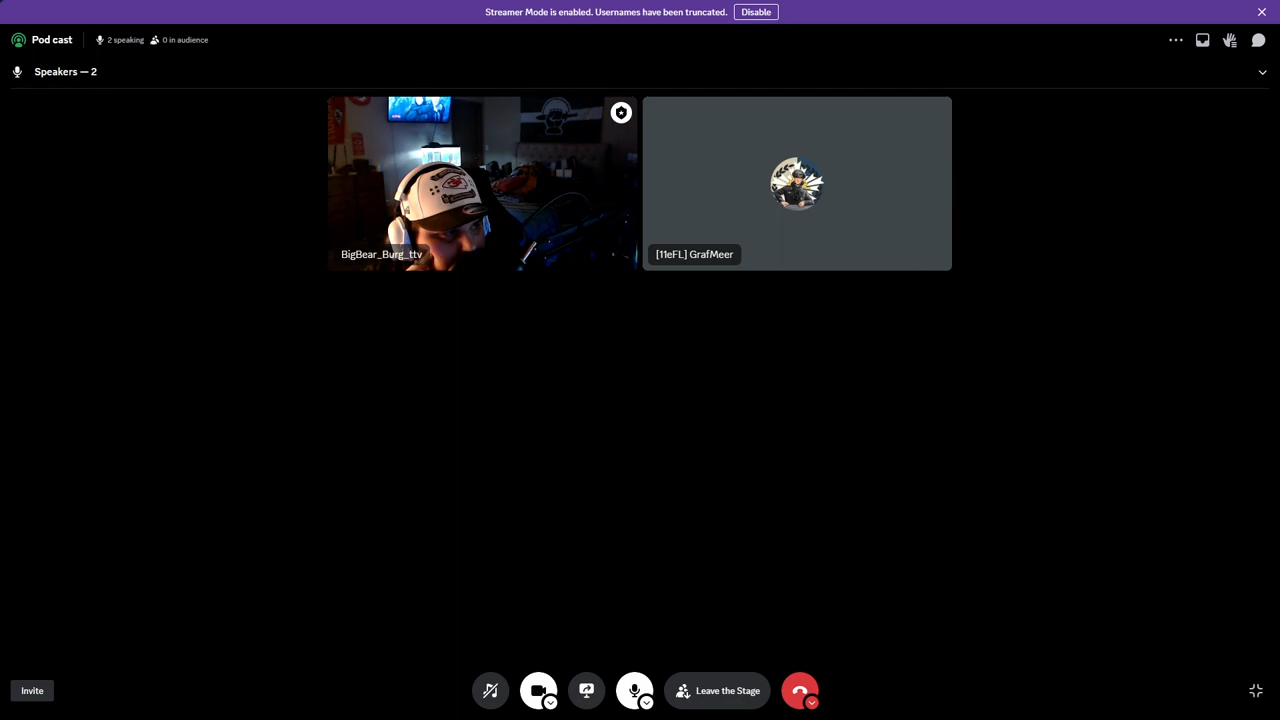 Streamer Mode is enabled. Usernames have been truncated. Disable
Pod cast 2 speaking 0 in audience
Speakers — 2
BigBear_Burg_ttv
[11eFL] GrafMeer
Invite
Leave the Stage